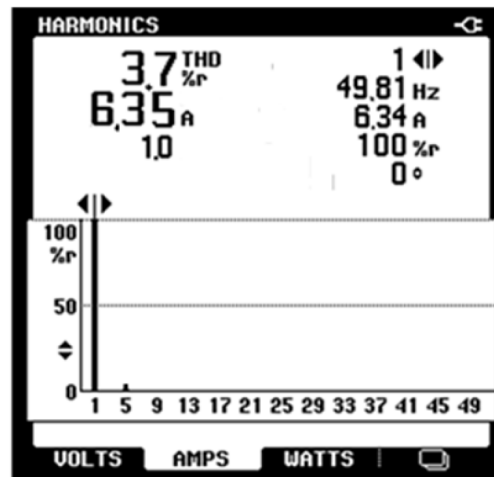 HARMONICS
3.7 THD %r
6.35 A
1.0
1
49.81 Hz
6.34 A
100 %r
0 °
100
%r
50
0
1 5 9 13 17 21 25 29 33 37 41 45 49
VOLTS AMPS WATTS